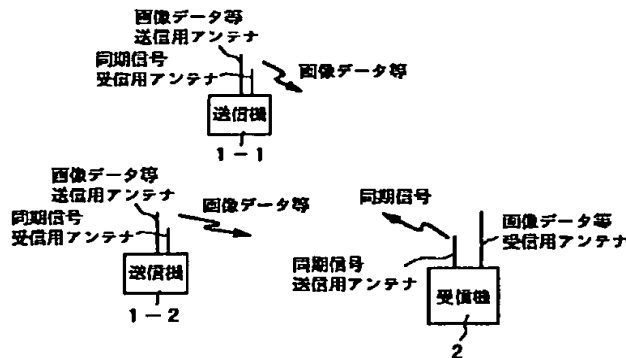 画像データ等
送信用アンテナ
同期信号
受信用アンテナ
画像データ等
送信機
1-1
画像データ等
送信用アンテナ
同期信号
受信用アンテナ
画像データ等
送信機
1-2
同期信号
画像データ等
受信用アンテナ
同期信号
送信用アンテナ
受信機
2